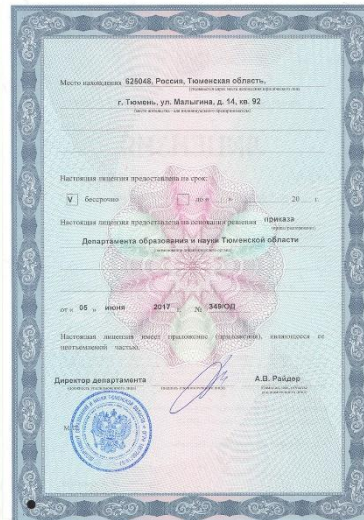 Место нахождения 625048, Россия, Тюменская область,
г. Тюмень, ул. Малыгина, д. 14, кв. 92
Настоящая лицензия предоставлена на срок:
V бессрочно до « » 20 г.
Настоящая лицензия предоставлена на основании решения приказа
Департамента образования и науки Тюменской области
от « 05 » июня 2017 г. № 349/ОД
Настоящая лицензия имеет приложение (приложения), являющееся ее
неотъемлемой частью.
Директор департамента А.В. Райдер